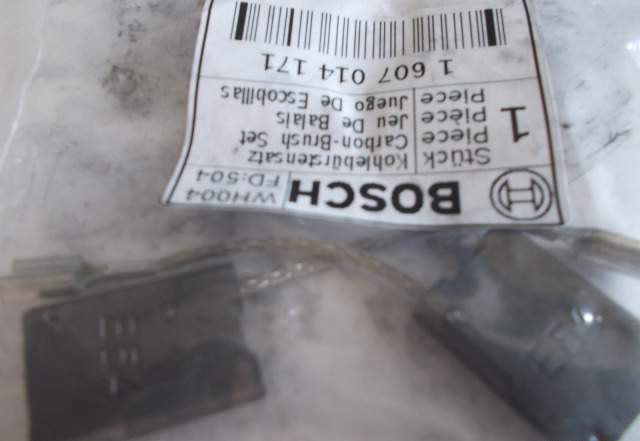 BOSCH
WH004
FD:504
1
Stück Kohlebürstensatz
Piece Carbon-Brush Set
Pièce Jeu De Balais
Piece Juego De Escobillas
1 607 014 171